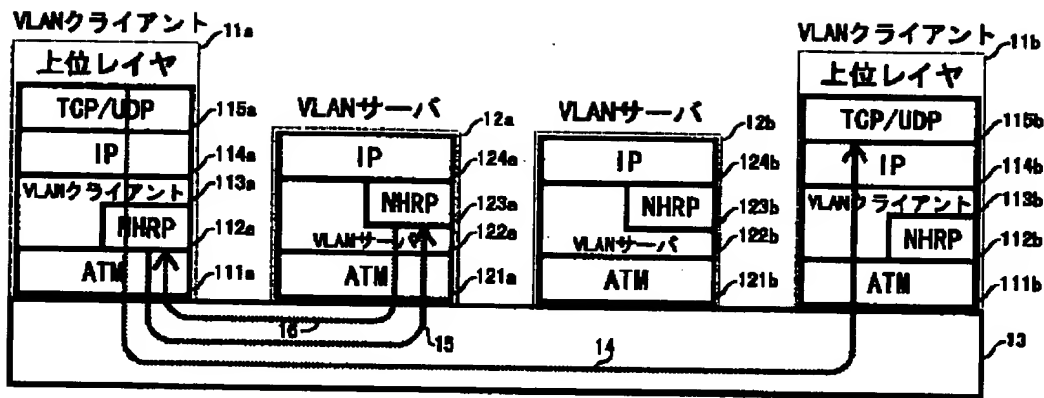 VLANクライアント
11a
上位レイヤ
TCP/UDP
115a
IP
114a
VLANクライアント
113a
NHRP
112a
ATM
111a
VLANサーバ
12a
IP
124a
NHRP
123a
VLANサーバ
122a
ATM
121a
VLANサーバ
12b
IP
124b
NHRP
123b
VLANサーバ
122b
ATM
121b
VLANクライアント
11b
上位レイヤ
TCP/UDP
115b
IP
114b
VLANクライアント
113b
NHRP
112b
ATM
111b
16
15
14
13